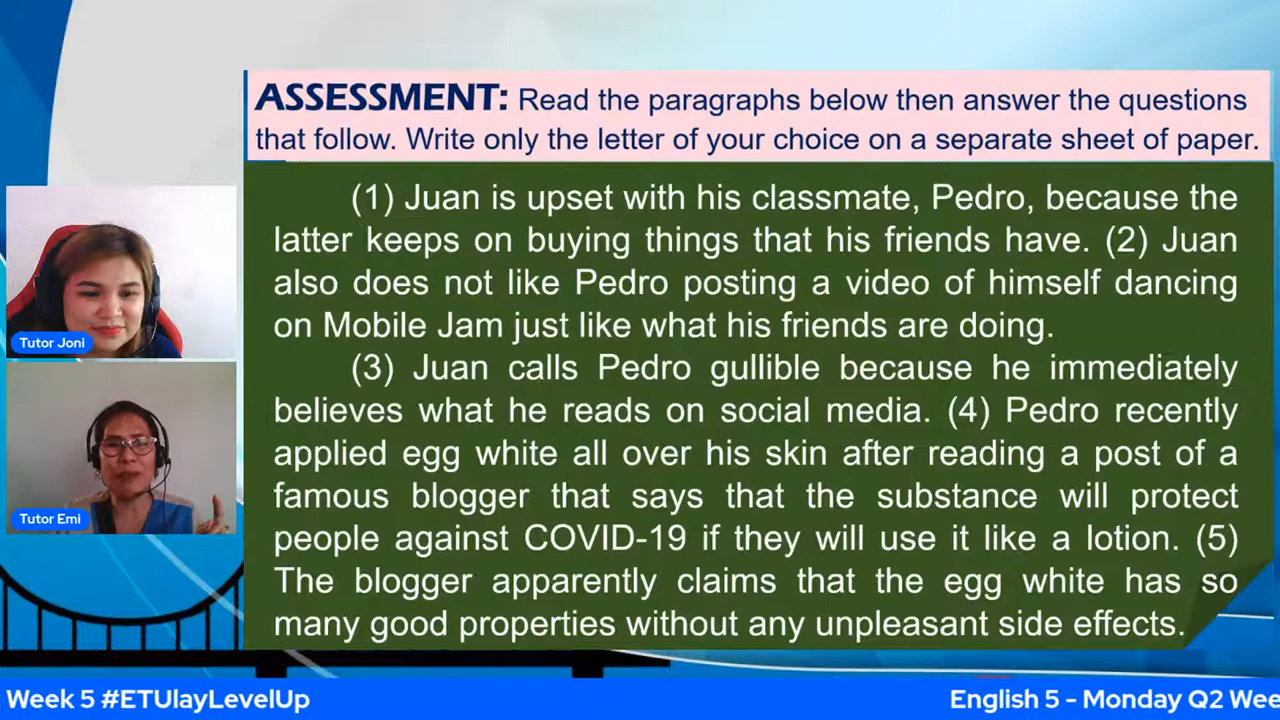 ASSESSMENT: Read the paragraphs below then answer the questions
that follow. Write only the letter of your choice on a separate sheet of paper.
(1) Juan is upset with his classmate, Pedro, because the
latter keeps on buying things that his friends have. (2) Juan
also does not like Pedro posting a video of himself dancing
on Mobile Jam just like what his friends are doing.
(3) Juan calls Pedro gullible because he immediately
believes what he reads on social media. (4) Pedro recently
applied egg white all over his skin after reading a post of a
famous blogger that says that the substance will protect
people against COVID-19 if they will use it like a lotion. (5)
The blogger apparently claims that the egg white has so
many good properties without any unpleasant side effects.
Tutor Joni
Tutor Emi
Week 5 #ETUlayLevelUp
English 5 - Monday Q2 Wee